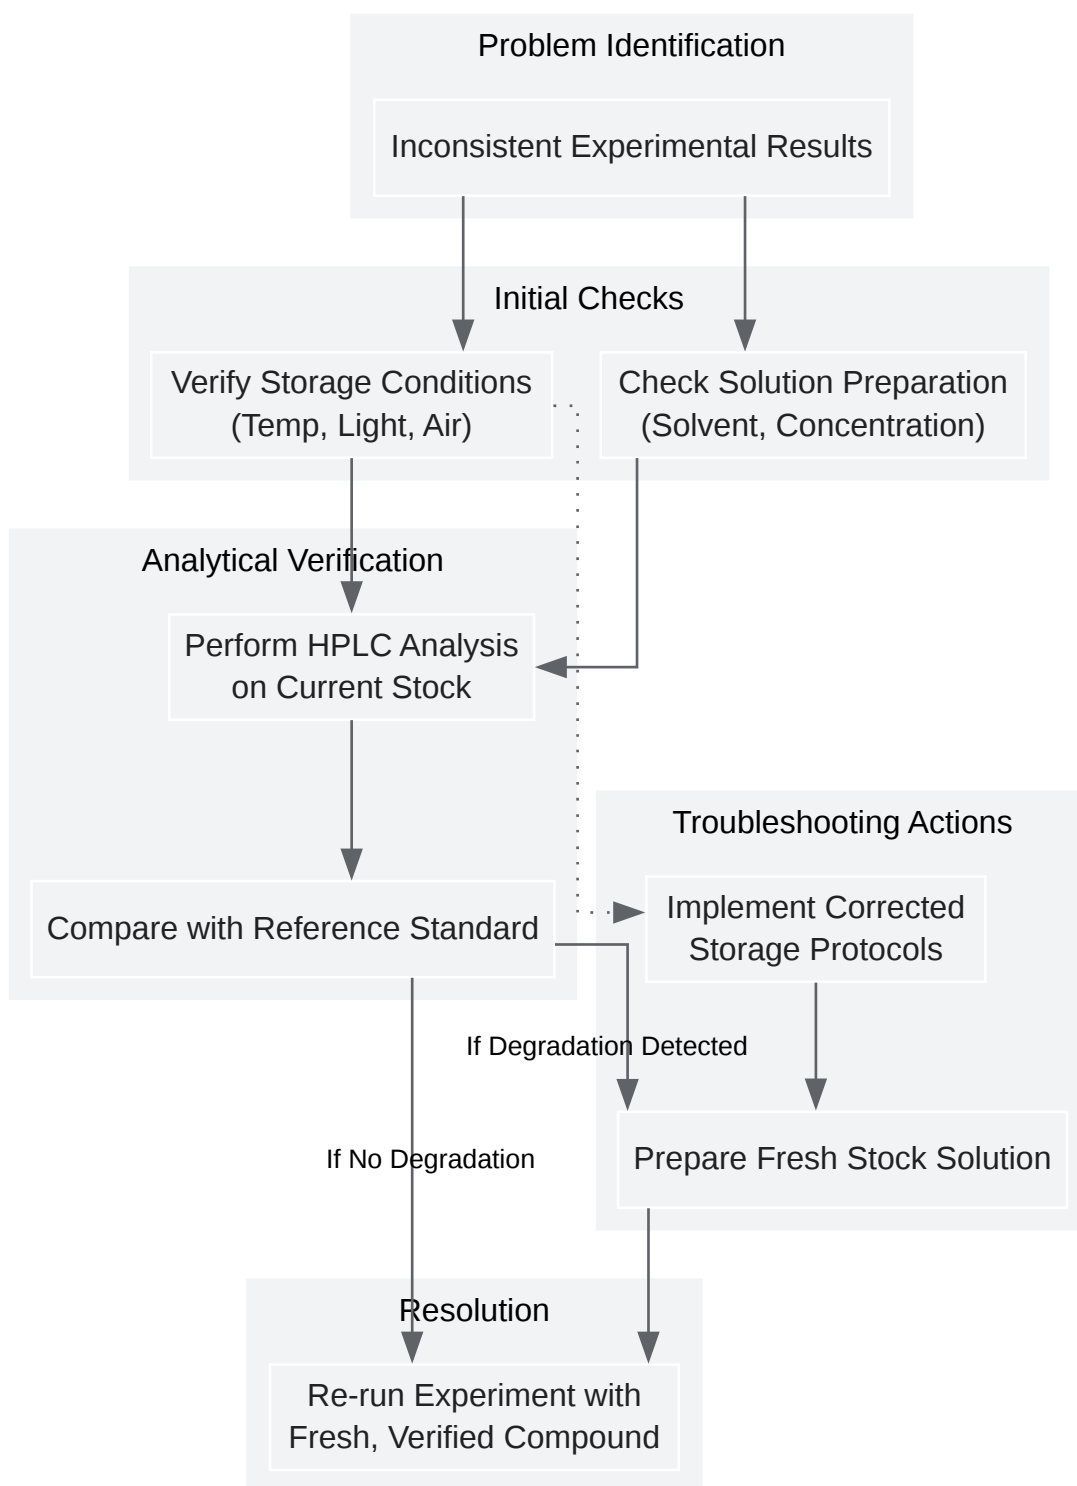 Problem Identification
Inconsistent Experimental Results
Initial Checks
Verify Storage Conditions
(Temp, Light, Air)
Check Solution Preparation
(Solvent, Concentration)
Analytical Verification
Perform HPLC Analysis
on Current Stock
Troubleshooting Actions
Implement Corrected
Storage Protocols
Compare with Reference Standard
If Degradation Detected
If No Degradation
Prepare Fresh Stock Solution
Resolution
Re-run Experiment with
Fresh, Verified Compound